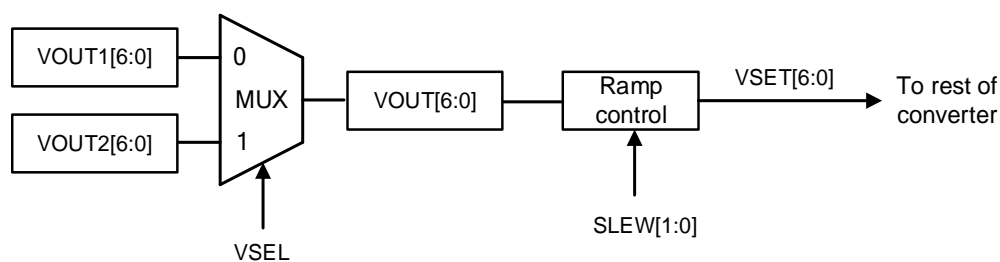 VOUT1[6:0]
0
VOUT2[6:0]
MUX
1
VSEL
VOUT[6:0]
Ramp
control
SLEW[1:0]
VSET[6:0]
To rest of
converter